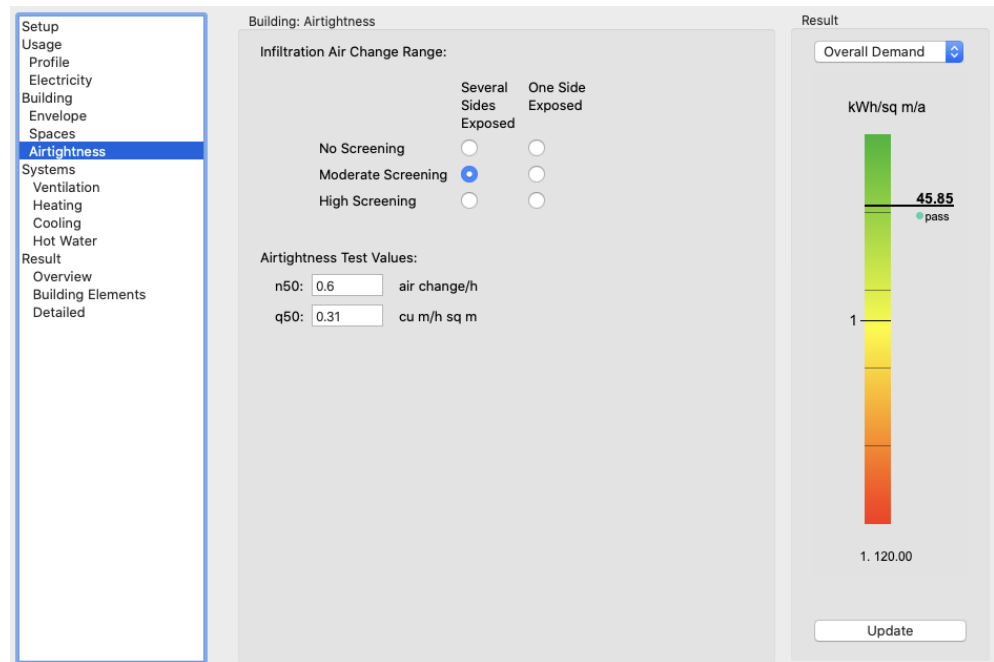 Setup
Usage
Profile
Electricity
Building
Envelope
Spaces
Airtightness
Systems
Ventilation
Heating
Cooling
Hot Water
Result
Overview
Building Elements
Detailed
Building: Airtightness
Infiltration Air Change Range:
Several Sides Exposed
One Side Exposed
No Screening
Moderate Screening
High Screening
Airtightness Test Values:
n50: 0.6 air change/h
q50: 0.31 cu m/h sq m
Result
Overall Demand
kWh/sq m/a
45.85
pass
1
1. 120.00
Update